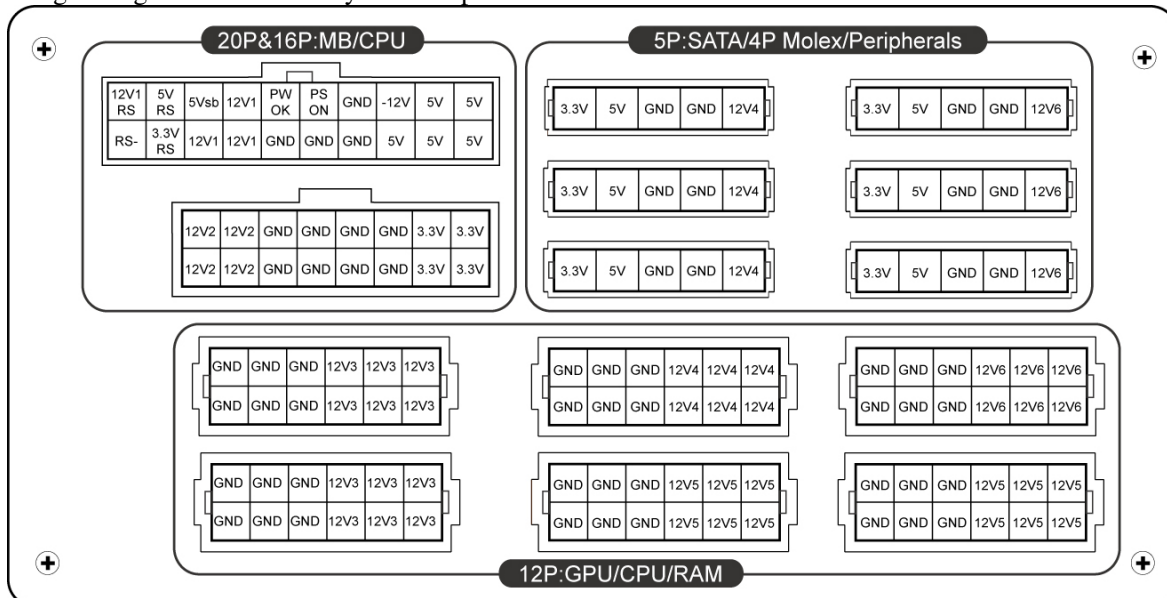 20P&16P:MB/CPU
12V1 RS 5V RS 5Vsb 12V1 PW OK PS ON GND -12V 5V 5V
RS- 3.3V RS 12V1 12V1 GND GND GND 5V 5V 5V
12V2 12V2 GND GND GND GND 3.3V 3.3V
12V2 12V2 GND GND GND GND 3.3V 3.3V
5P:SATA/4P Molex/Peripherals
3.3V 5V GND GND 12V4
3.3V 5V GND GND 12V6
3.3V 5V GND GND 12V4
3.3V 5V GND GND 12V6
3.3V 5V GND GND 12V4
3.3V 5V GND GND 12V6
GND GND GND 12V3 12V3 12V3
GND GND GND 12V3 12V3 12V3
GND GND GND 12V4 12V4 12V4
GND GND GND 12V4 12V4 12V4
GND GND GND 12V6 12V6 12V6
GND GND GND 12V6 12V6 12V6
GND GND GND 12V3 12V3 12V3
GND GND GND 12V3 12V3 12V3
GND GND GND 12V5 12V5 12V5
GND GND GND 12V5 12V5 12V5
GND GND GND 12V5 12V5 12V5
GND GND GND 12V5 12V5 12V5
12P:GPU/CPU/RAM